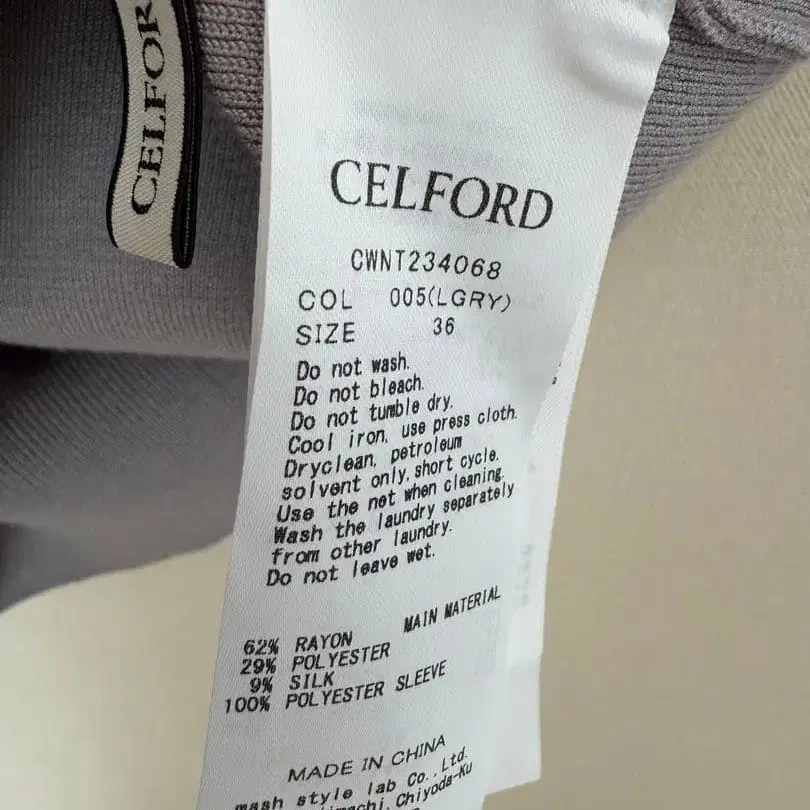 CELFOR
CELFORD
CWNT234068
COL 005(LGRY)
SIZE 36
Do not wash.
Do not bleach.
Do not tumble dry.
Cool iron, use press cloth.
Dryclean, petroleum
solvent only, short cycle.
Use the net when cleaning.
Wash the laundry separately
from other laundry.
Do not leave wet.
MAIN MATERIAL
62% RAYON
29% POLYESTER
9% SILK
100% POLYESTER SLEEVE
MADE IN CHINA
mash style lab Co., Ltd.
Chiyoda-Ku